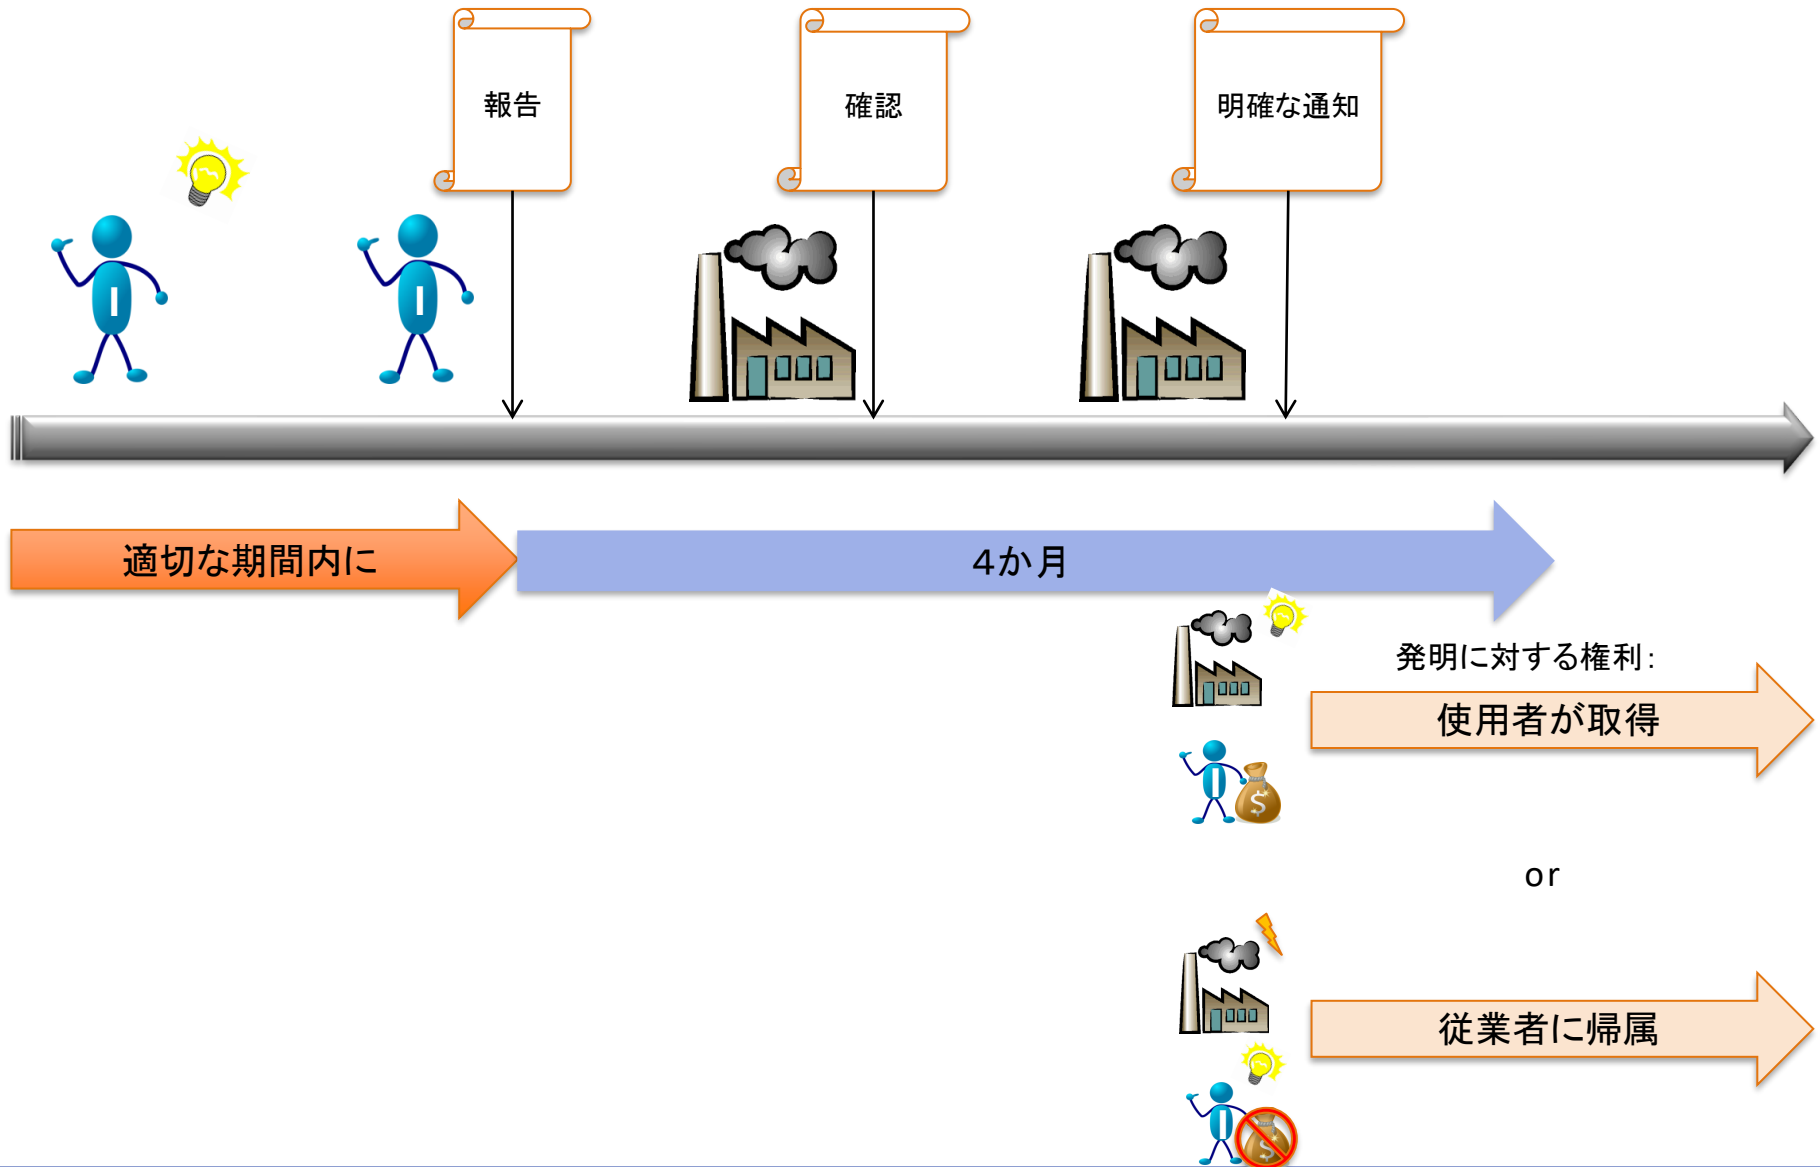 報告
確認
明確な通知
I
I
適切な期間内に
4か月
発明に対する権利:
使用者が取得
I
$
or
従業者に帰属
I
$